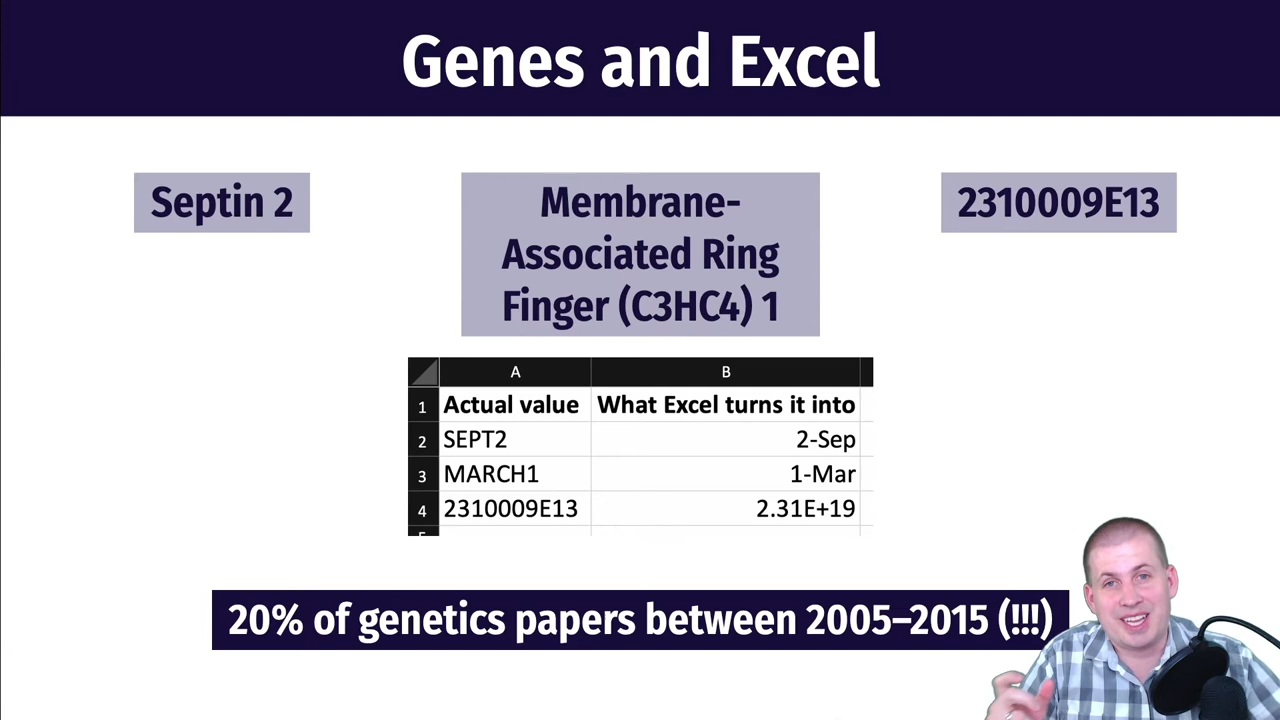 Genes and Excel
Septin 2
Membrane-
Associated Ring
Finger (C3HC4) 1
2310009E13
A B
1 Actual value What Excel turns it into
2 SEPT2 2-Sep
3 MARCH1 1-Mar
4 2310009E13 2.31E+19
20% of genetics papers between 2005–2015 (!!!)